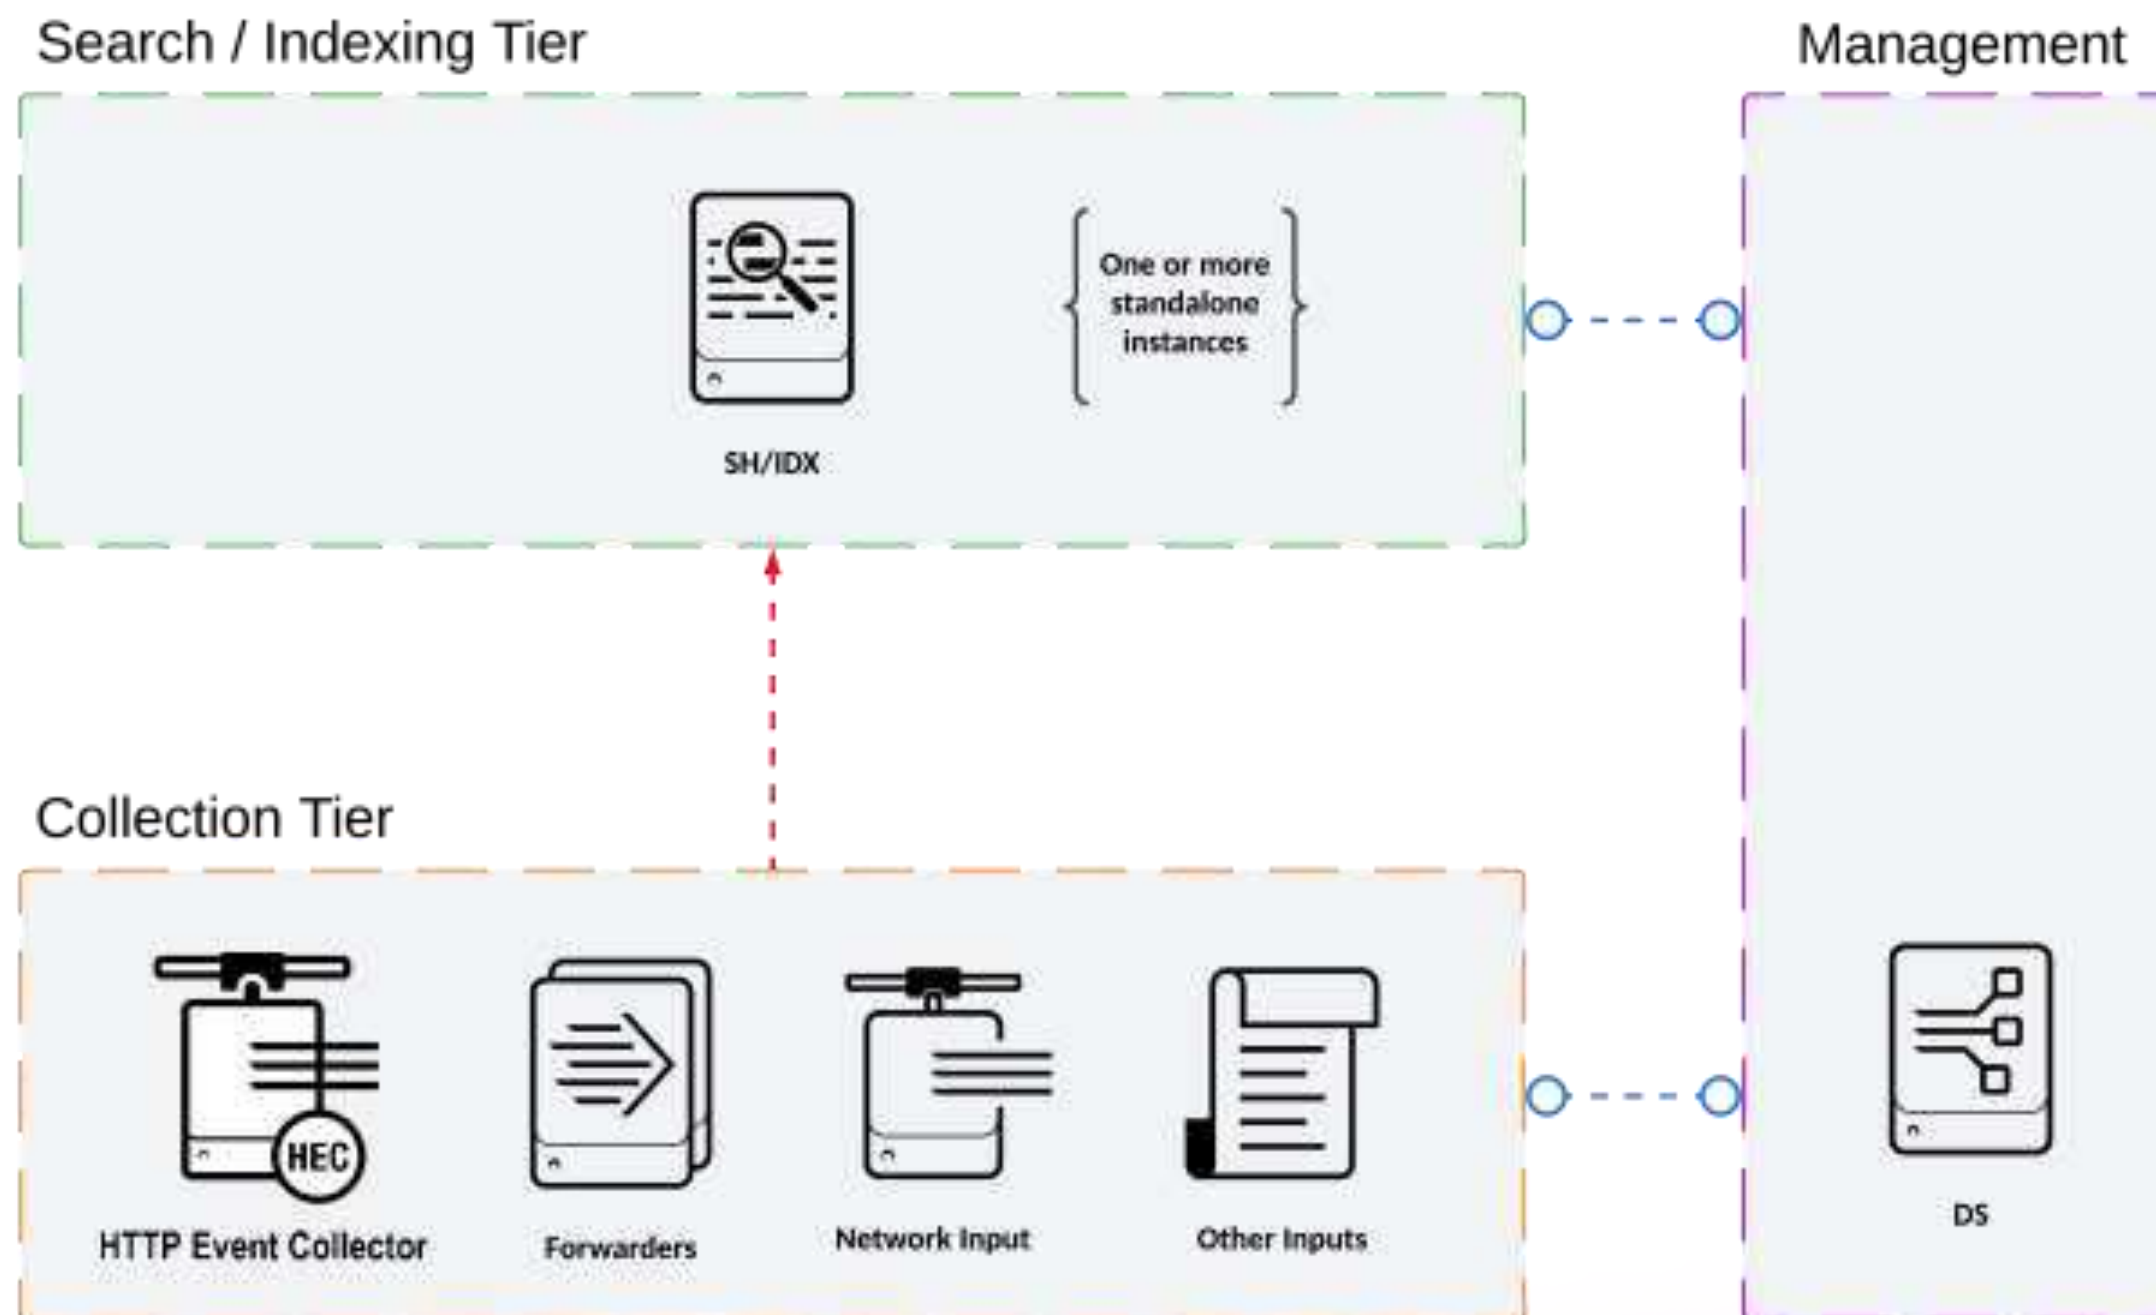 Search / Indexing Tier
Management
One or more
standalone
instances
SH/IDX
Collection Tier
HEC
HTTP Event Collector
Forwarders
Network Input
Other Inputs
DS